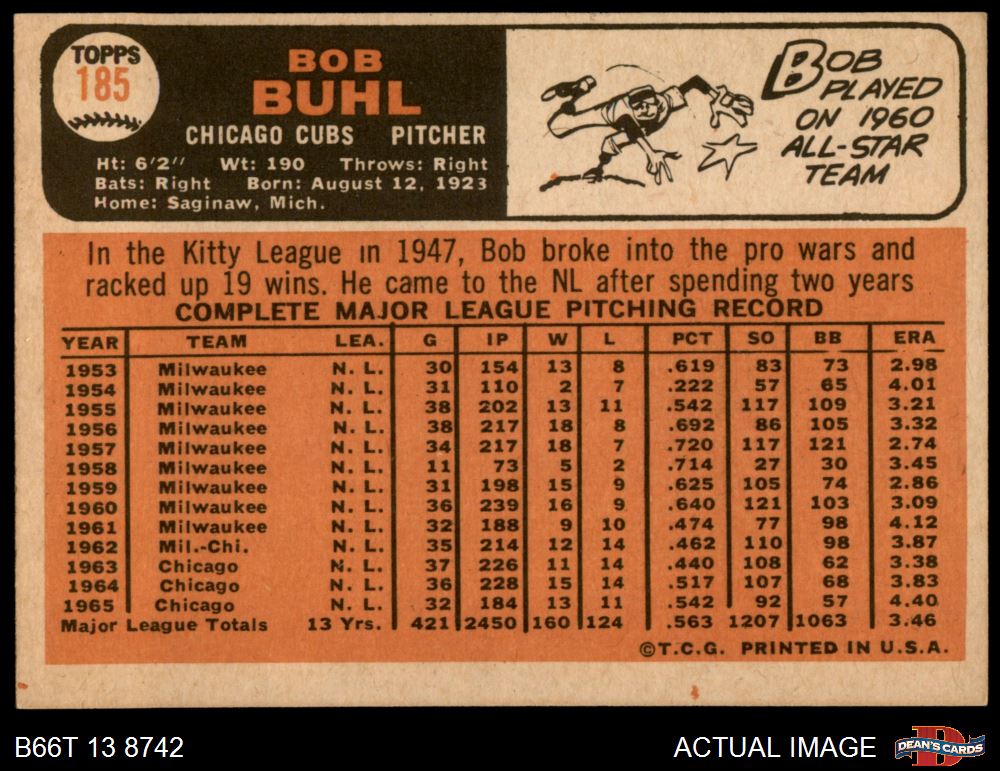 TOPPS
185
BOB
BUHL
CHICAGO CUBS PITCHER
Ht: 6'2" Wt: 190 Throws: Right
Bats: Right Born: August 12, 1923
Home: Saginaw, Mich.
BOB
PLAYED
ON 1960
ALL-STAR
TEAM
In the Kitty League in 1947, Bob broke into the pro wars and
racked up 19 wins. He came to the NL after spending two years
COMPLETE MAJOR LEAGUE PITCHING RECORD
YEAR TEAM LEA. G IP W L PCT SO BB ERA
1953 Milwaukee N. L. 30 154 13 8 .619 83 73 2.98
1954 Milwaukee N. L. 31 110 2 7 .222 57 65 4.01
1955 Milwaukee N. L. 38 202 13 11 .542 117 109 3.21
1956 Milwaukee N. L. 38 217 18 8 .692 86 105 3.32
1957 Milwaukee N. L. 34 217 18 7 .720 117 121 2.74
1958 Milwaukee N. L. 11 73 5 2 .714 27 30 3.45
1959 Milwaukee N. L. 31 198 15 9 .625 105 74 2.86
1960 Milwaukee N. L. 36 239 16 9 .640 121 103 3.09
1961 Milwaukee N. L. 32 188 9 10 .474 77 98 4.12
1962 Mil.-Chi. N. L. 35 214 12 14 .462 110 98 3.87
1963 Chicago N. L. 37 226 11 14 .440 108 62 3.38
1964 Chicago N. L. 36 228 15 14 .517 107 68 3.83
1965 Chicago N. L. 32 184 13 11 .542 92 57 4.40
Major League Totals 13 Yrs. 421 2450 160 124 .563 1207 1063 3.46
©T.C.G. PRINTED IN U.S.A.
B66T 13 8742
ACTUAL IMAGE
DEAN'S CARDS